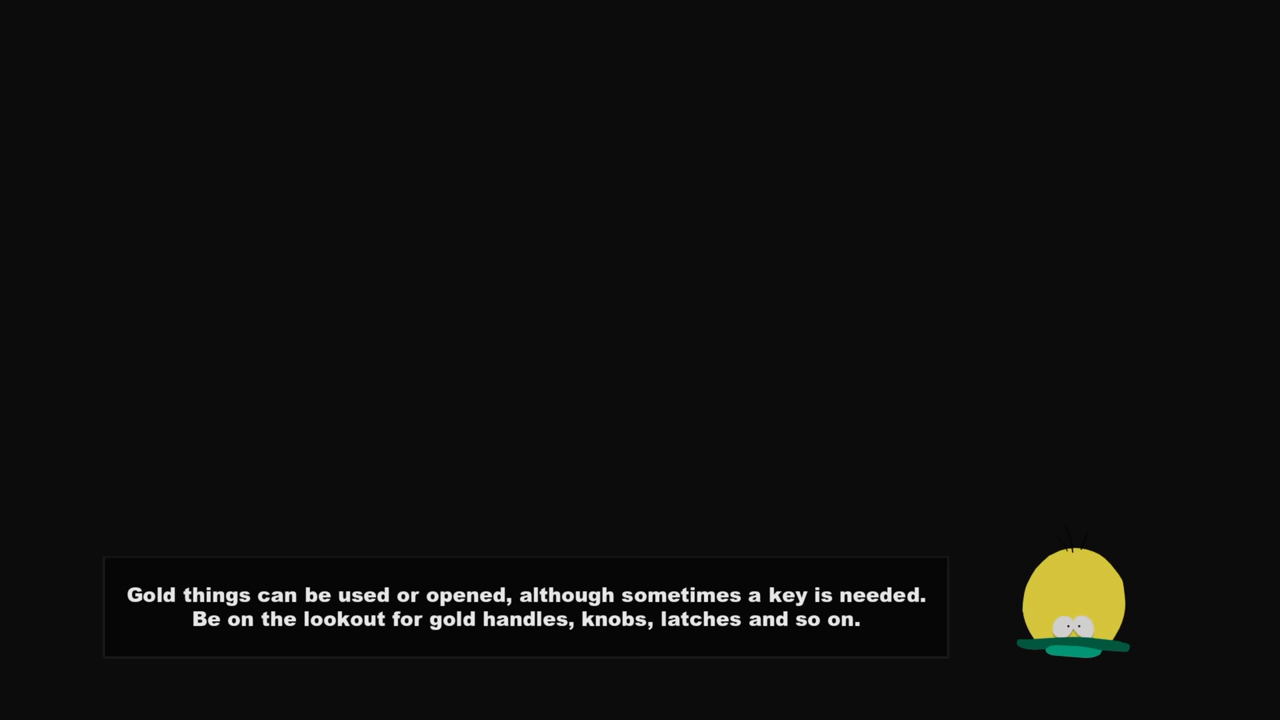 Gold things can be used or opened, although sometimes a key is needed.
Be on the lookout for gold handles, knobs, latches and so on.